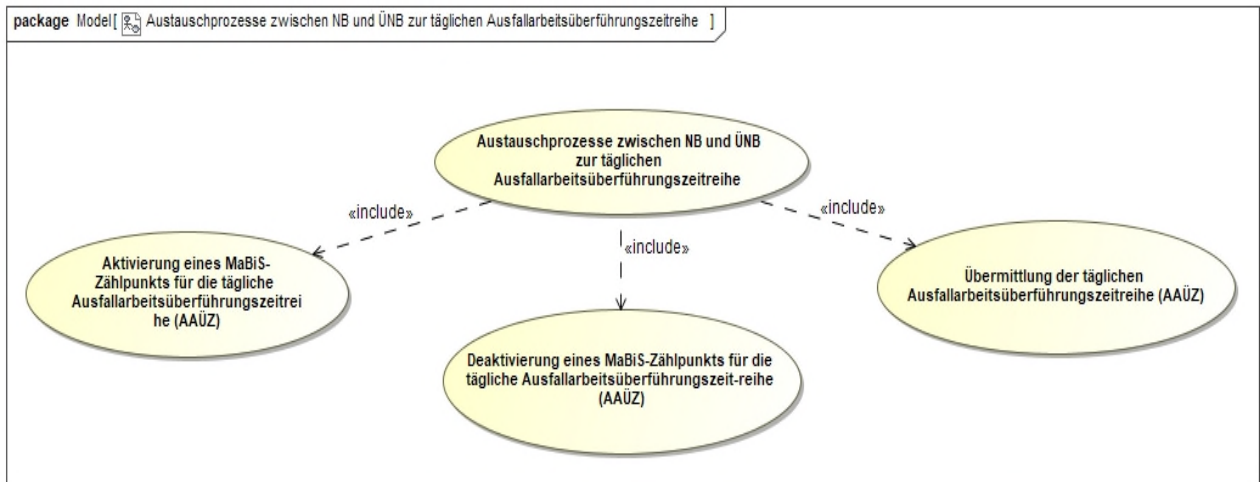 package Model[ Austauschprozesse zwischen NB und ÜNB zur täglichen Ausfallarbeitsüberführungszeitreihe ]
Austauschprozesse zwischen NB und ÜNB
zur täglichen
Ausfallarbeitsüberführungszeitreihe
«include»
«include»
«include»
Aktivierung eines MaBiS-
Zählpunkts für die tägliche
Ausfallarbeitsüberführungszeitrei
he (AAÜZ)
Deaktivierung eines MaBiS-Zählpunkts für die
tägliche Ausfallarbeitsüberführungszeit-reihe
(AAÜZ)
Übermittlung der täglichen
Ausfallarbeitsüberführungszeitreihe (AAÜZ)